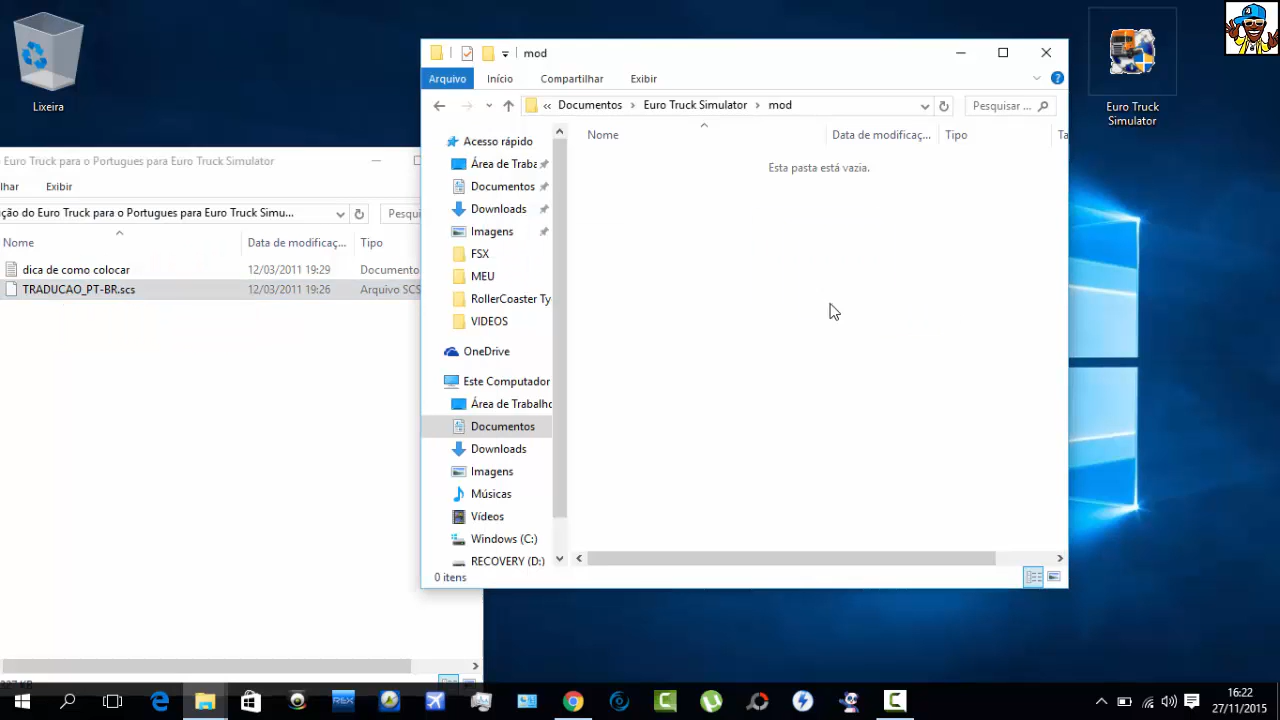 Lixeira
Euro Truck para o Portugues para Euro Truck Simulator
lhar
Exibir
ção do Euro Truck para o Portugues para Euro Truck Simu...
Pesqui
Nome
Data de modificaç...
Tipo
dica de como colocar
12/03/2011 19:29
Documento
TRADUCAO_PT-BR.scs
12/03/2011 19:26
Arquivo SCS
mod
Arquivo
Início
Compartilhar
Exibir
«
Documentos
Euro Truck Simulator
mod
Pesquisar ...
Acesso rápido
Área de Traba
Documentos
Downloads
Imagens
FSX
MEU
RollerCoaster Ty
VIDEOS
OneDrive
Este Computador
Área de Trabalho
Documentos
Downloads
Imagens
Músicas
Vídeos
Windows (C:)
RECOVERY (D:)
Nome
Data de modificaç...
Tipo
Ta
Esta pasta está vazia.
0 itens
Euro Truck
Simulator
REX
16:22
27/11/2015